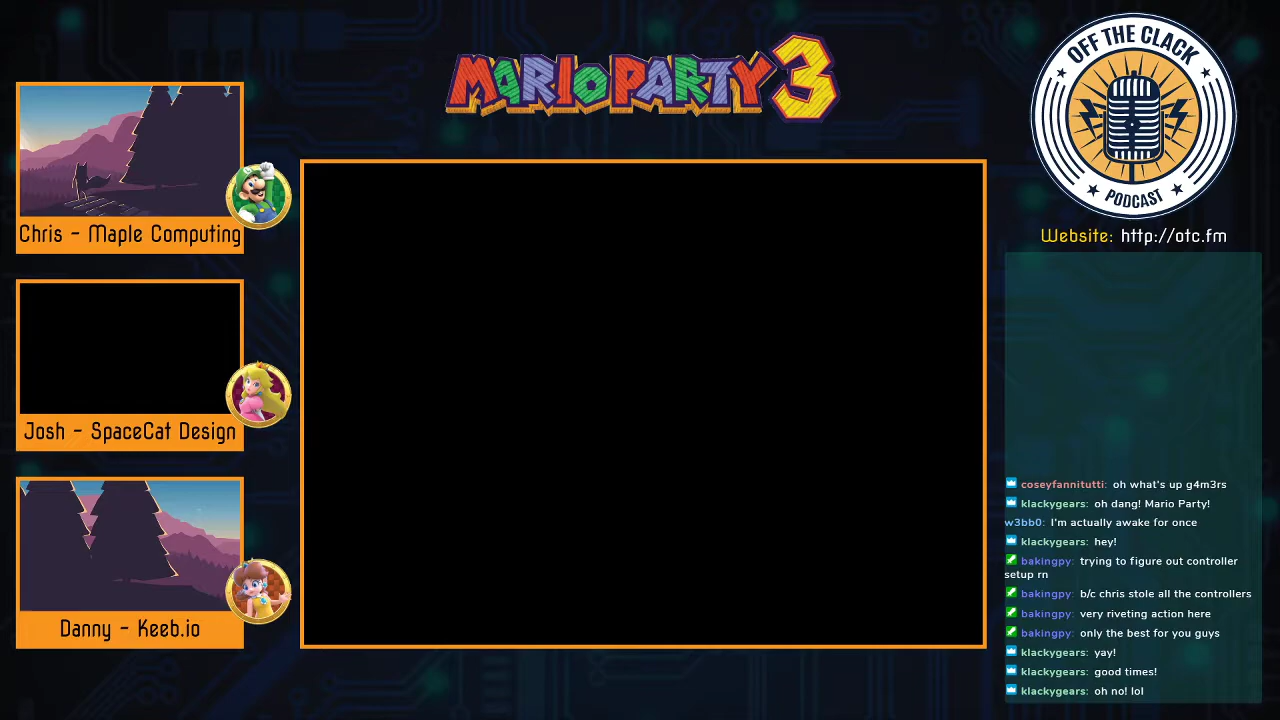 MARIO PARTY 3
OFF THE CLACK
PODCAST
Website: http://otc.fm
Chris - Maple Computing
Josh - SpaceCat Design
Danny - Keeb.io
coseyfannitutti: oh what's up g4m3rs
klackygears: oh dang! Mario Party!
w3bb0: I'm actually awake for once
klackygears: hey!
bakingpy: trying to figure out controller
setup rn
bakingpy: b/c chris stole all the controllers
bakingpy: very riveting action here
bakingpy: only the best for you guys
klackygears: yay!
klackygears: good times!
klackygears: oh no! lol